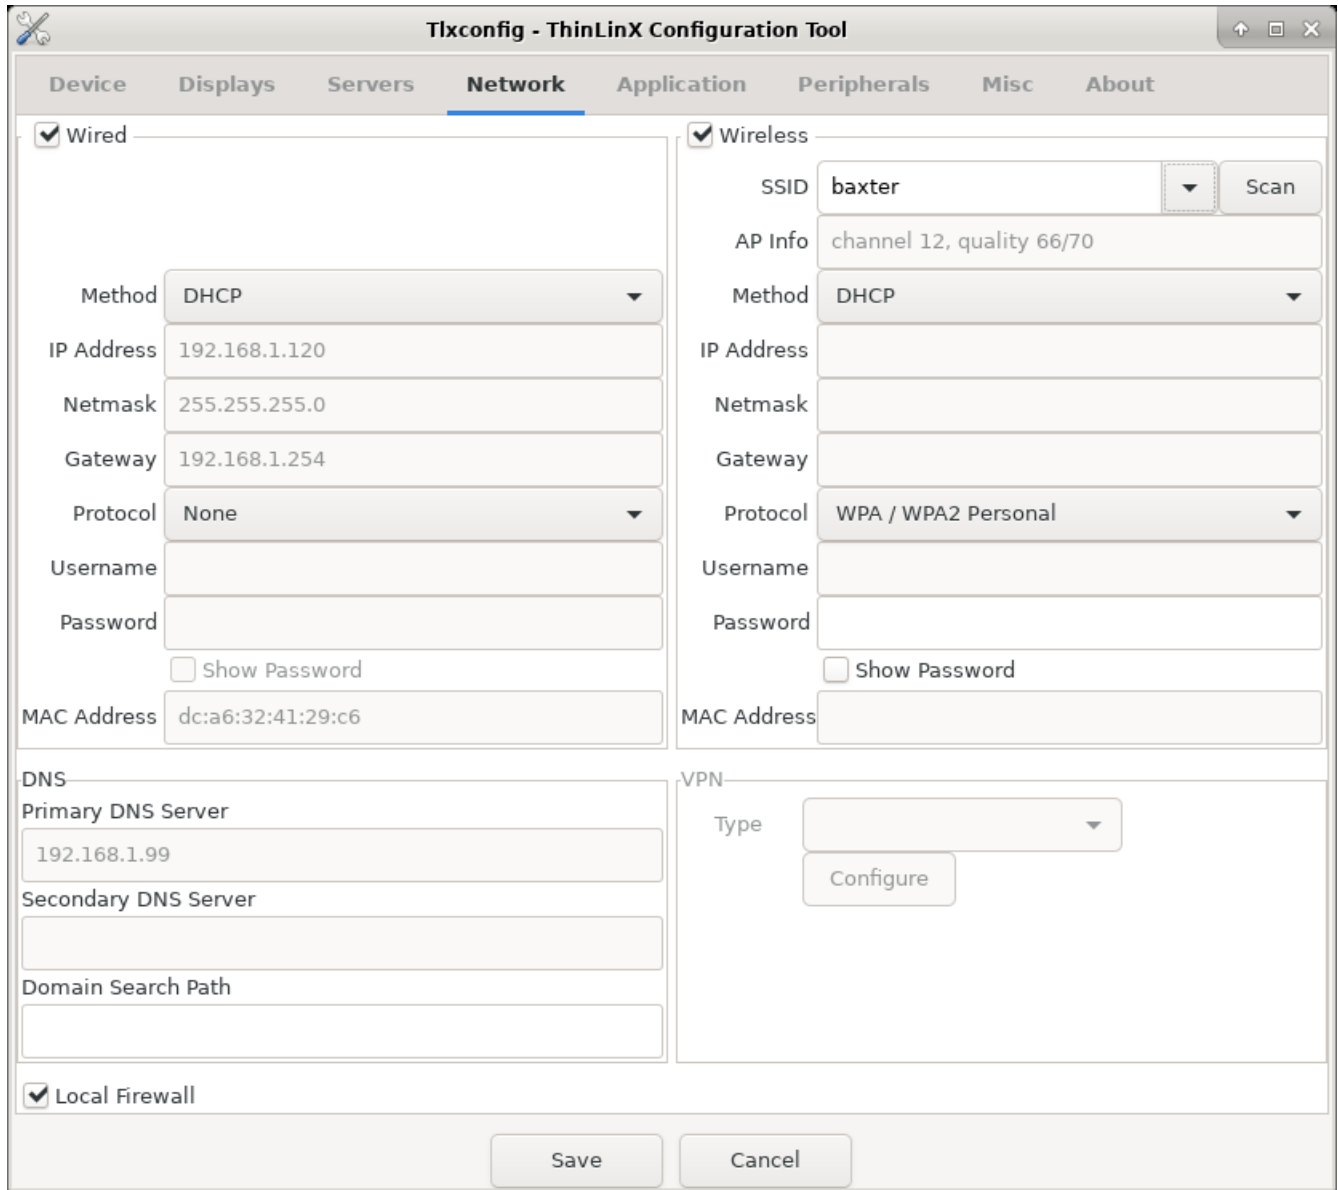 Tlxconfig - ThinLinX Configuration Tool
Device Displays Servers Network Application Peripherals Misc About
Wired
Method DHCP
IP Address 192.168.1.120
Netmask 255.255.255.0
Gateway 192.168.1.254
Protocol None
Username
Password
Show Password
MAC Address dc:a6:32:41:29:c6
Wireless
SSID baxter Scan
AP Info channel 12, quality 66/70
Method DHCP
IP Address
Netmask
Gateway
Protocol WPA / WPA2 Personal
Username
Password
Show Password
MAC Address
DNS
Primary DNS Server
192.168.1.99
Secondary DNS Server
Domain Search Path
VPN
Type
Configure
Local Firewall
Save Cancel